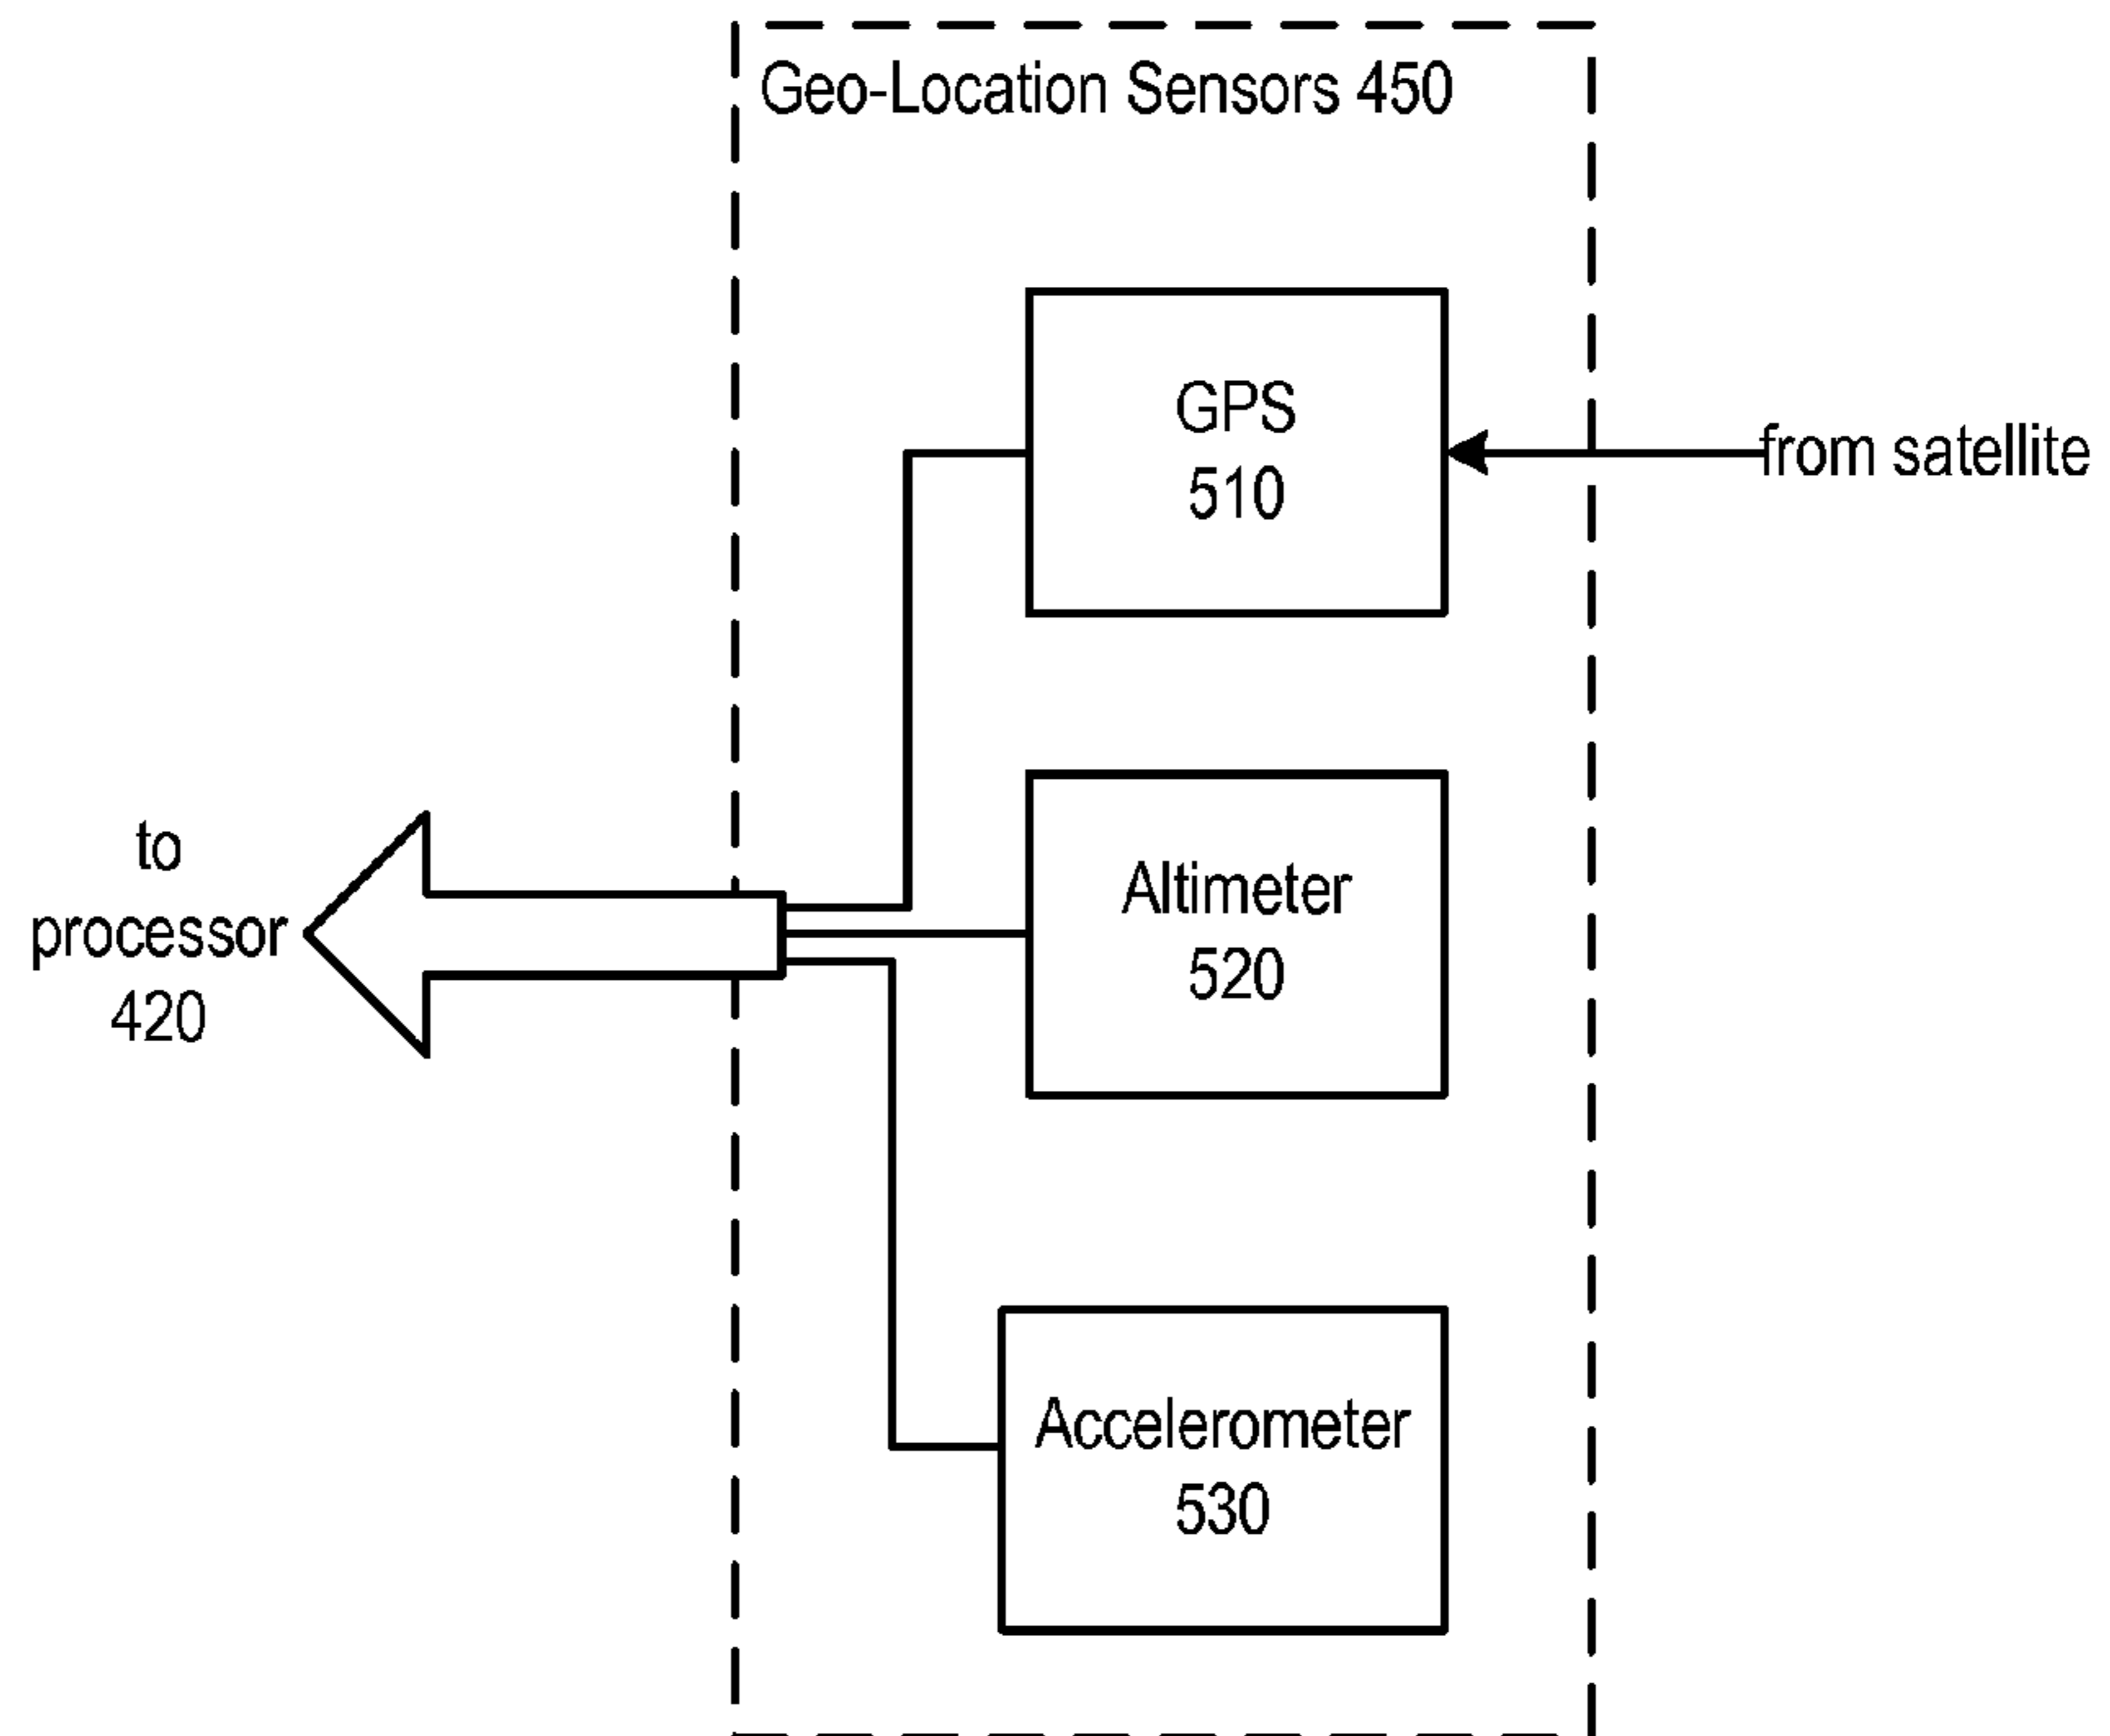 Geo-Location Sensors 450
GPS
510
from satellite
to
processor
420
Altimeter
520
Accelerometer
530